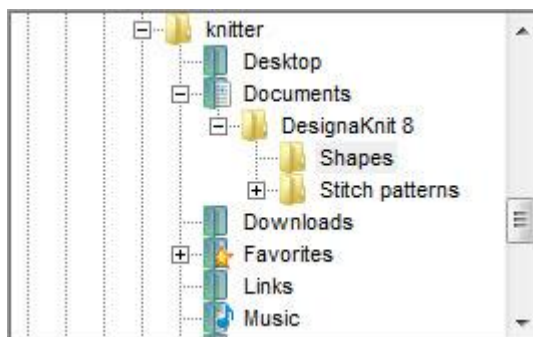 knitter
Desktop
Documents
DesignaKnit 8
Shapes
Stitch patterns
Downloads
Favorites
Links
Music